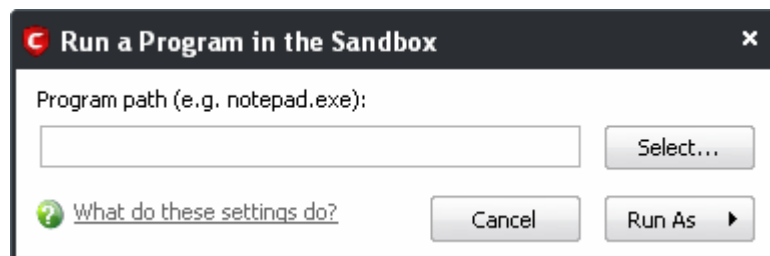 Run a Program in the Sandbox
Program path (e.g. notepad.exe):
Select...
What do these settings do?
Cancel
Run As